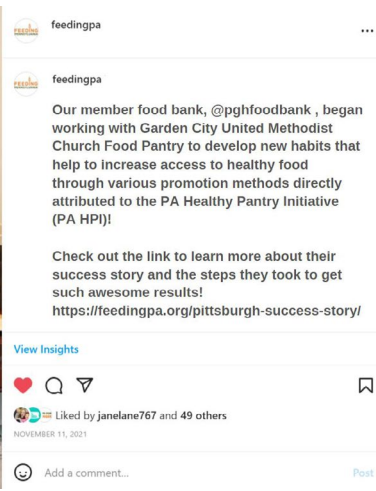 feedingpa
feedingpa
Our member food bank, @pghfoodbank , began
working with Garden City United Methodist
Church Food Pantry to develop new habits that
help to increase access to healthy food
through various promotion methods directly
attributed to the PA Healthy Pantry Initiative
(PA HPI)!
Check out the link to learn more about their
success story and the steps they took to get
such awesome results!
https://feedingpa.org/pittsburgh-success-story/
View Insights
Liked by janelane767 and 49 others
NOVEMBER 11, 2021
Add a comment...
Post